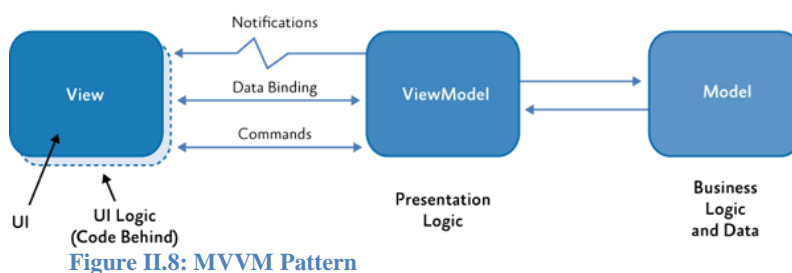 Notifications
View
Data Binding
ViewModel
Model
Commands
UI
UI Logic
(Code Behind)
Presentation
Logic
Business
Logic
and Data
Figure II.8: MVVM Pattern